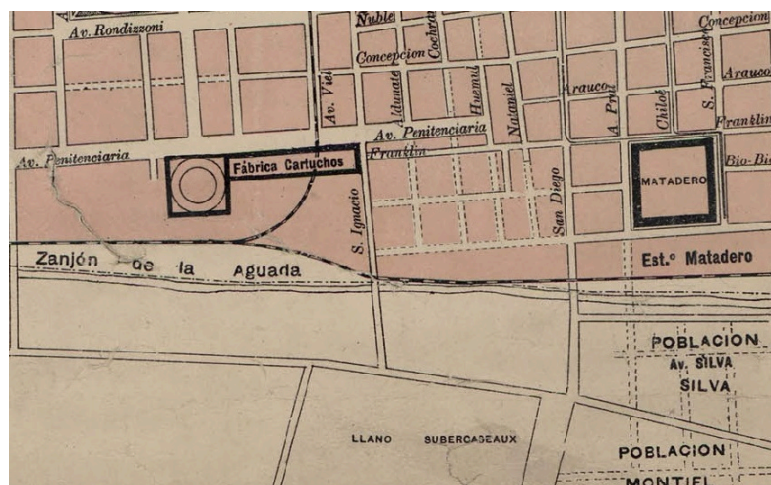 Ñuble
Av. Rondizzoni
Concepcion
Cochran
Concepcion
Av. Viel
Aldunate
Huemul
Nataniel
Arauco
A. Prat
Chiloé
S. Francisco
Arauco
Franklin
Av. Penitenciaria
Av. Penitenciaria
Franklin
Fábrica Cartuchos
Bio-Bio
MATADERO
S. Ignacio
San Diego
Zanjón de la Aguada
Est.º Matadero
POBLACION
Av. SILVA
SILVA
LLANO SUBERCASEAUX
POBLACION
MONTIEL